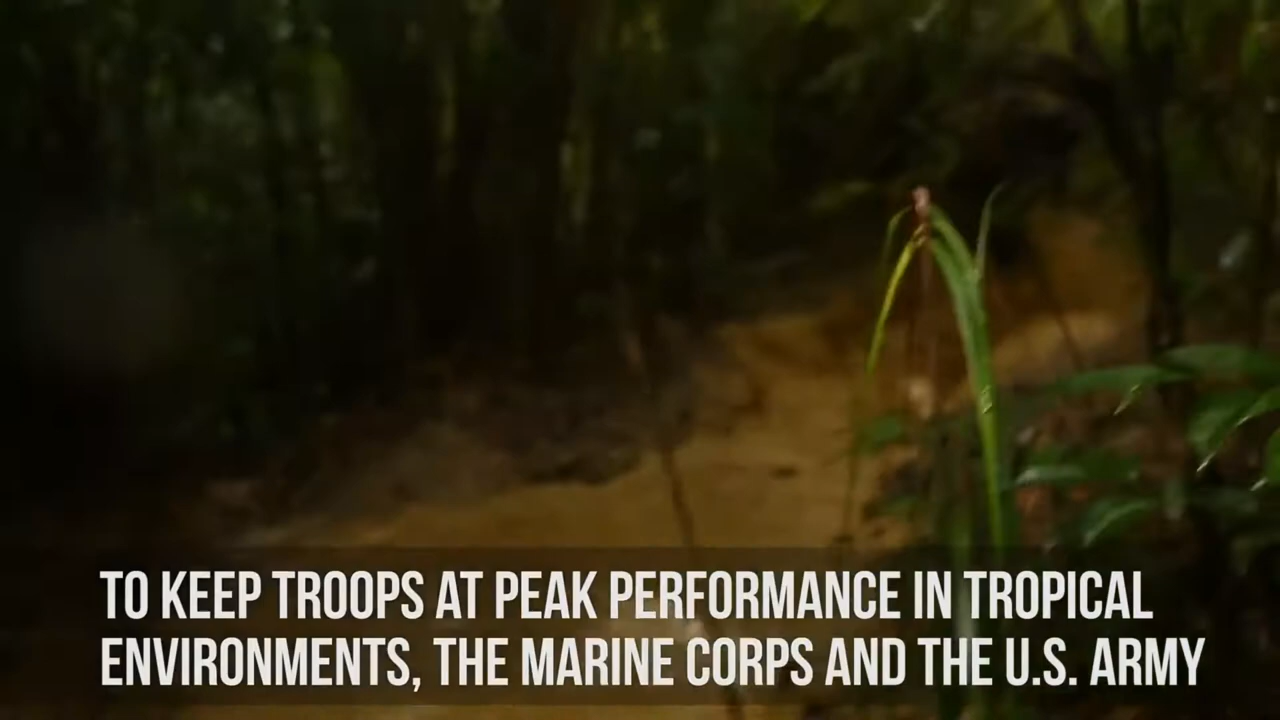 TO KEEP TROOPS AT PEAK PERFORMANCE IN TROPICAL
ENVIRONMENTS, THE MARINE CORPS AND THE U.S. ARMY